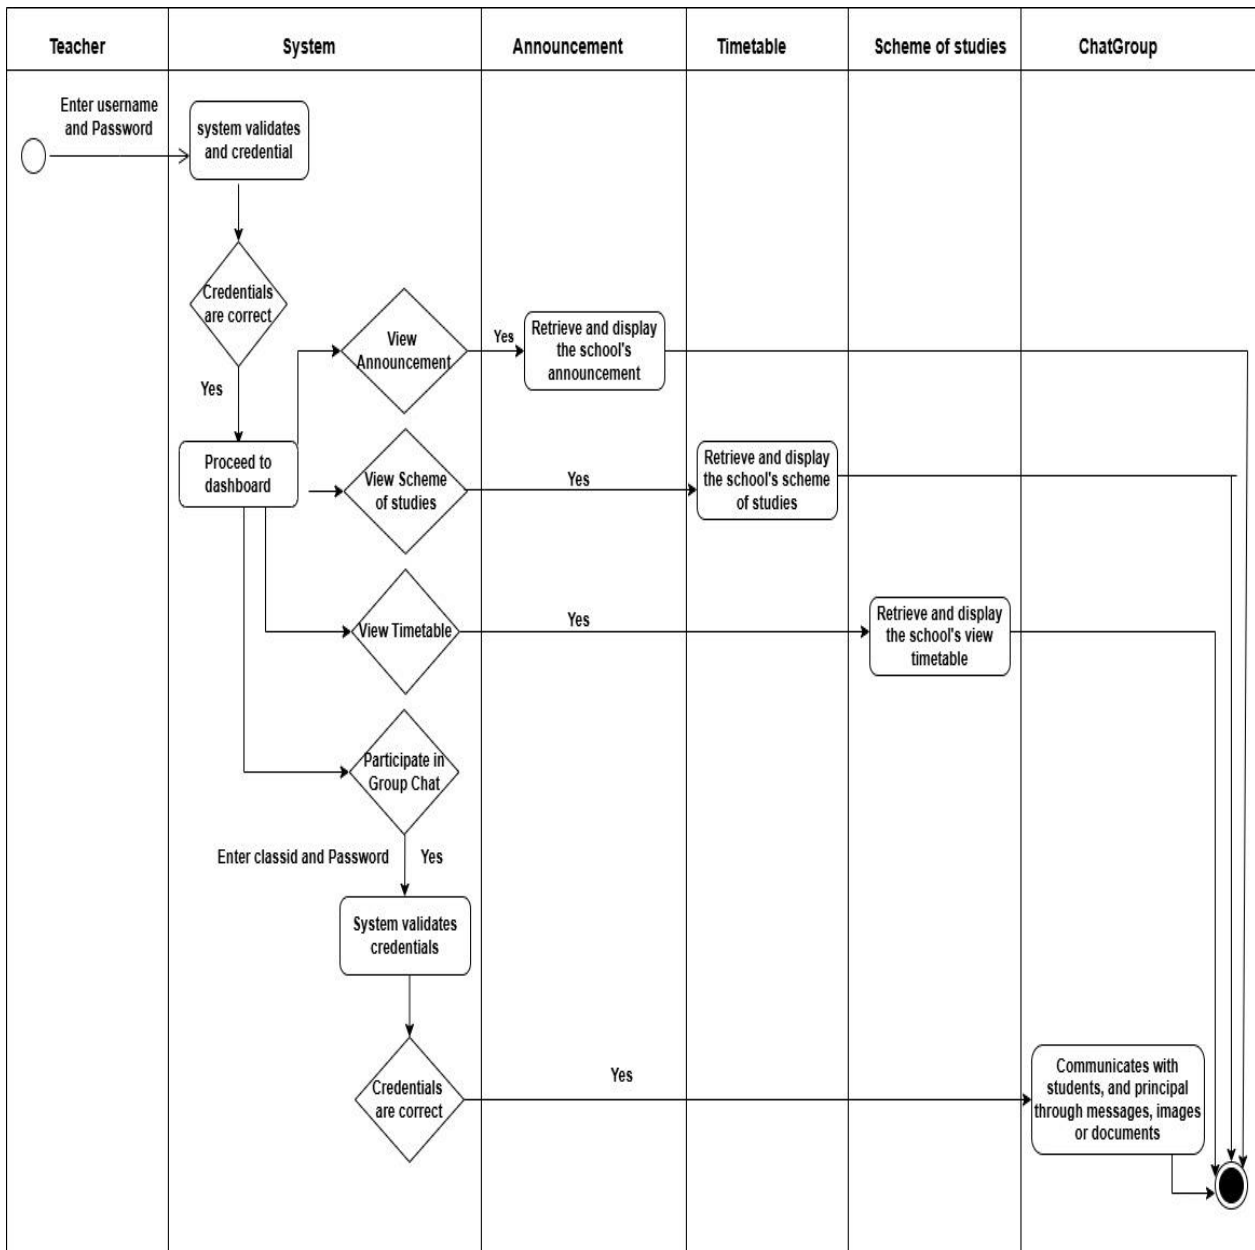 Teacher
System
Announcement
Timetable
Scheme of studies
ChatGroup
Enter username
and Password
system validates
and credential
Credentials
are correct
Yes
View
Announcement
Yes
Retrieve and display
the school's
announcement
Proceed to
dashboard
View Scheme
of studies
Yes
Retrieve and display
the school's scheme
of studies
View Timetable
Yes
Retrieve and display
the school's view
timetable
Participate in
Group Chat
Enter classid and Password
Yes
System validates
credentials
Credentials
are correct
Yes
Communicates with
students, and principal
through messages, images
or documents